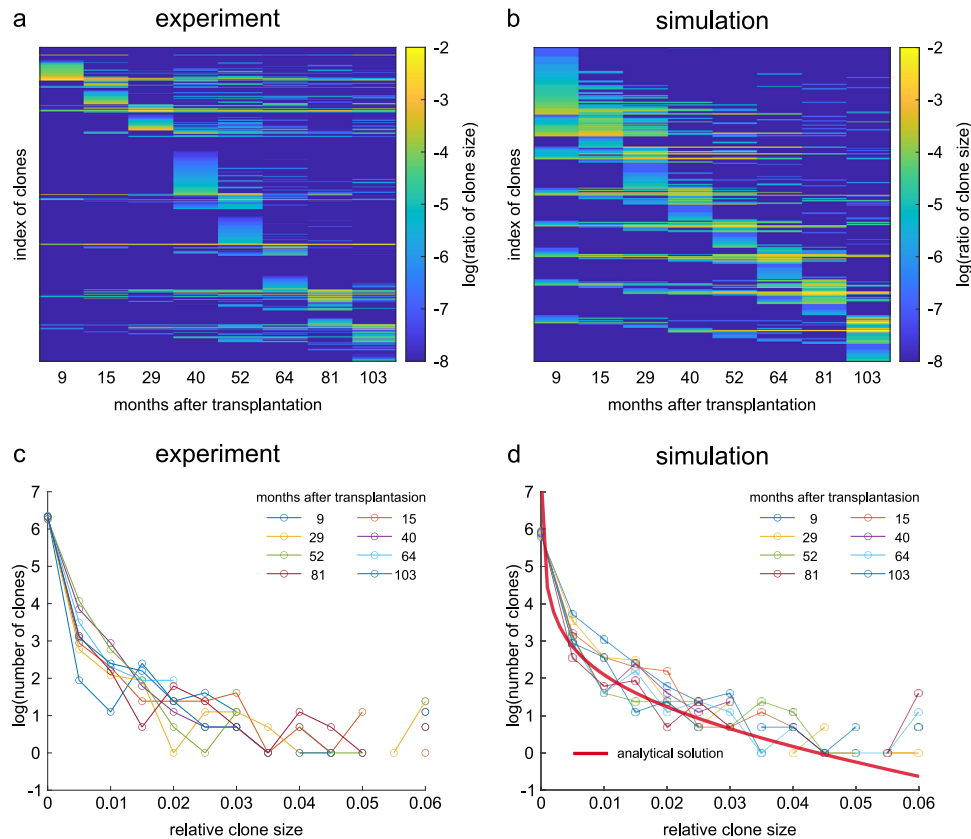 a
experiment
b
simulation
index of clones
-2
-3
-4
-5
-6
-7
-8
log(ratio of clone size)
9 15 29 40 52 64 81 103
months after transplantation
index of clones
-2
-3
-4
-5
-6
-7
-8
log(ratio of clone size)
9 15 29 40 52 64 81 103
months after transplantation
c
experiment
d
simulation
log(number of clones)
7
6
5
4
3
2
1
0
-1
months after transplantasion
9 15
29 40
52 64
81 103
0 0.01 0.02 0.03 0.04 0.05 0.06
relative clone size
log(number of clones)
7
6
5
4
3
2
1
0
-1
months after transplantasion
9 15
29 40
52 64
81 103
analytical solution
0 0.01 0.02 0.03 0.04 0.05 0.06
relative clone size